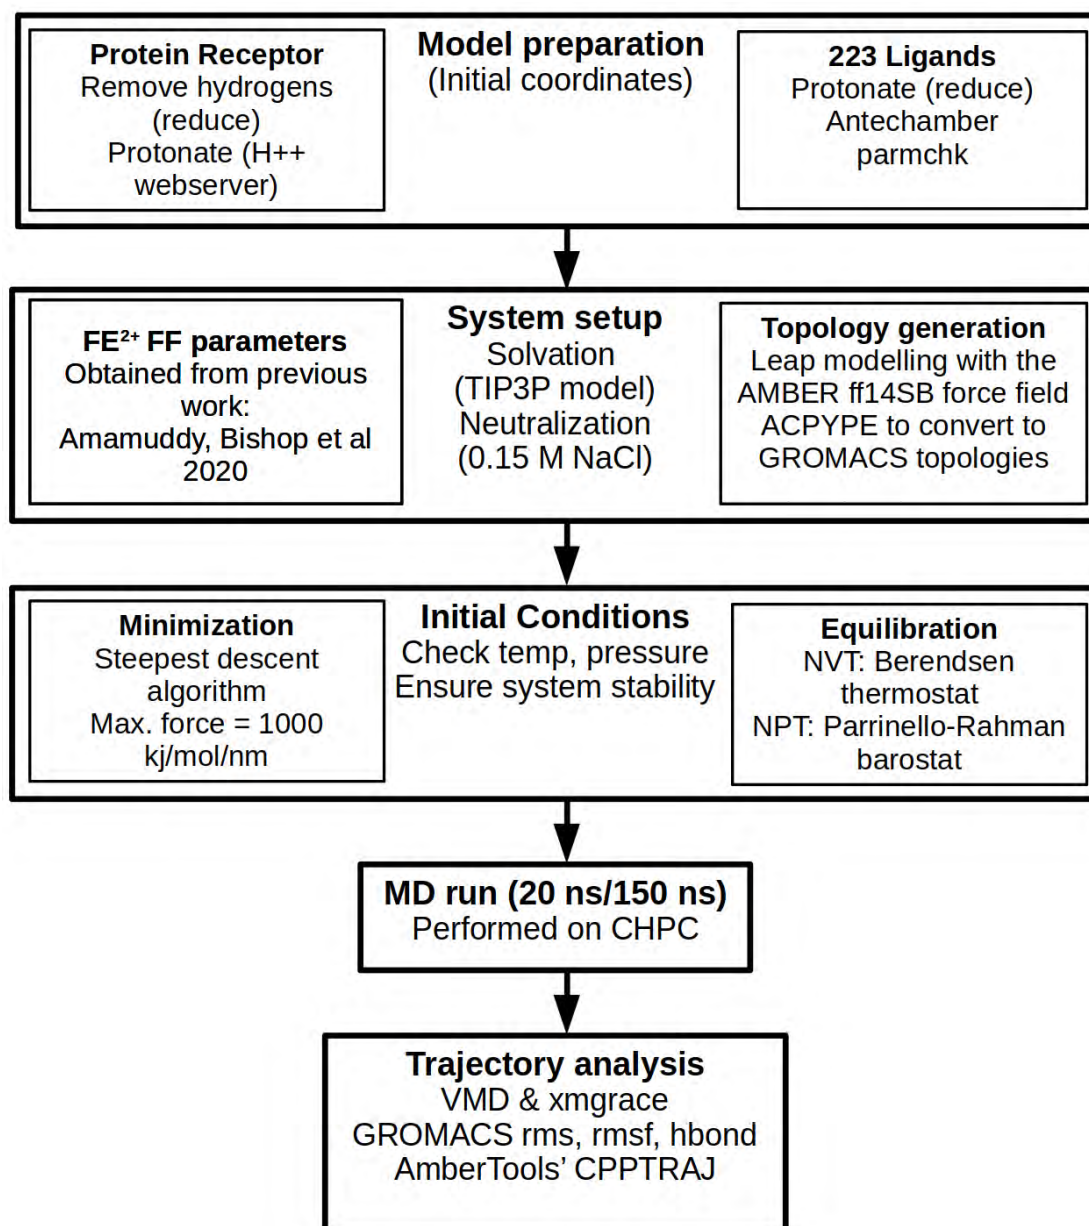 Model preparation
(Initial coordinates)
Protein Receptor
Remove hydrogens
(reduce)
Protonate (H++
webserver)
223 Ligands
Protonate (reduce)
Antechamber
parmchk
System setup
Solvation
(TIP3P model)
Neutralization
(0.15 M NaCl)
FE²⁺ FF parameters
Obtained from previous
work:
Amamuddy, Bishop et al
2020
Topology generation
Leap modelling with the
AMBER ff14SB force field
ACPYPE to convert to
GROMACS topologies
Initial Conditions
Check temp, pressure
Ensure system stability
Minimization
Steepest descent
algorithm
Max. force = 1000
kj/mol/nm
Equilibration
NVT: Berendsen
thermostat
NPT: Parrinello-Rahman
barostat
MD run (20 ns/150 ns)
Performed on CHPC
Trajectory analysis
VMD & xmgrace
GROMACS rms, rmsf, hbond
AmberTools’ CPPTRAJ